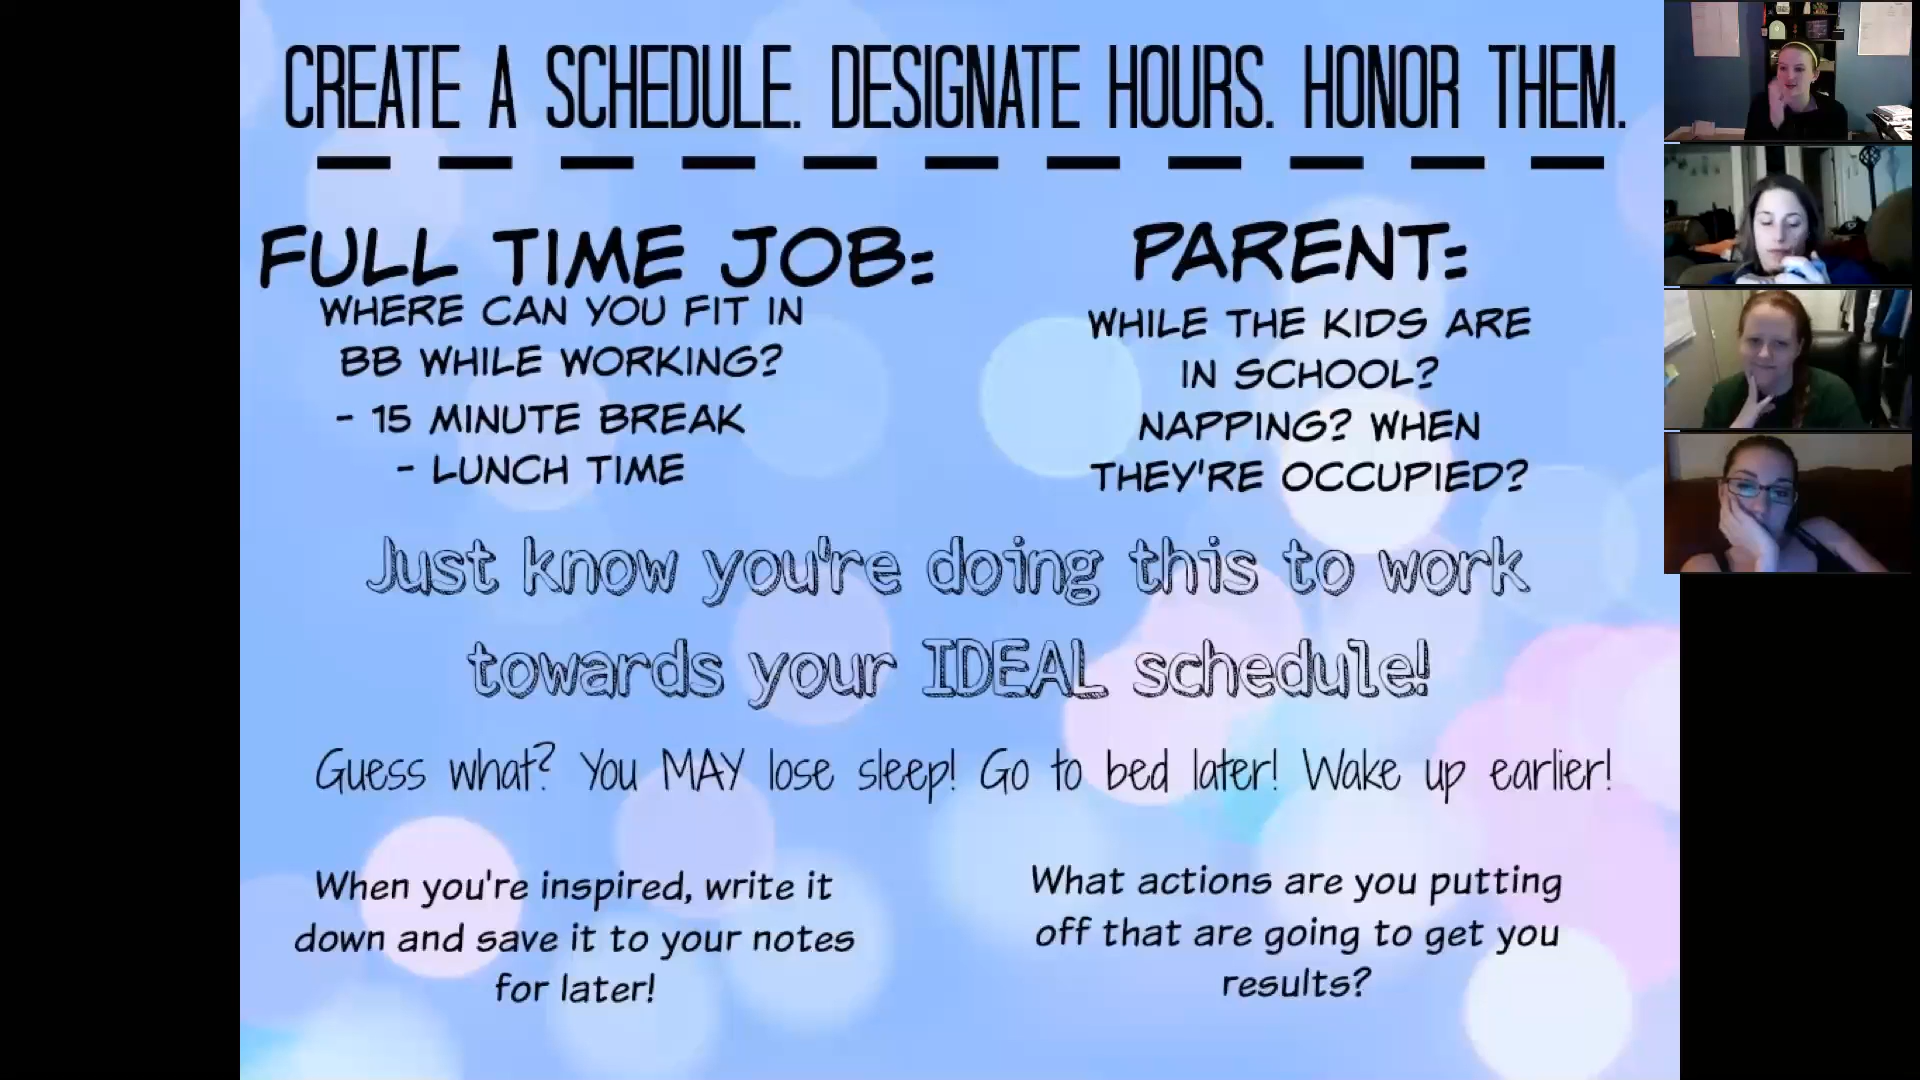 CREATE A SCHEDULE. DESIGNATE HOURS. HONOR THEM.
FULL TIME JOB:
WHERE CAN YOU FIT IN
BB WHILE WORKING?
- 15 MINUTE BREAK
- LUNCH TIME
PARENT:
WHILE THE KIDS ARE
IN SCHOOL?
NAPPING? WHEN
THEY'RE OCCUPIED?
Just know you're doing this to work
towards your IDEAL schedule!
Guess what? You MAY lose sleep! Go to bed later! Wake up earlier!
When you're inspired, write it
down and save it to your notes
for later!
What actions are you putting
off that are going to get you
results?